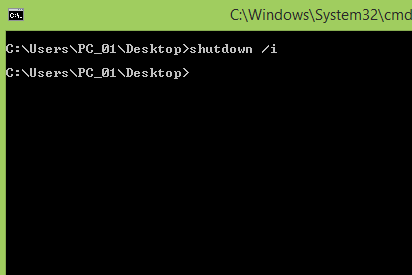 C:\Windows\System32\cmd
C:\Users\PC_01\Desktop>shutdown /i
C:\Users\PC_01\Desktop>